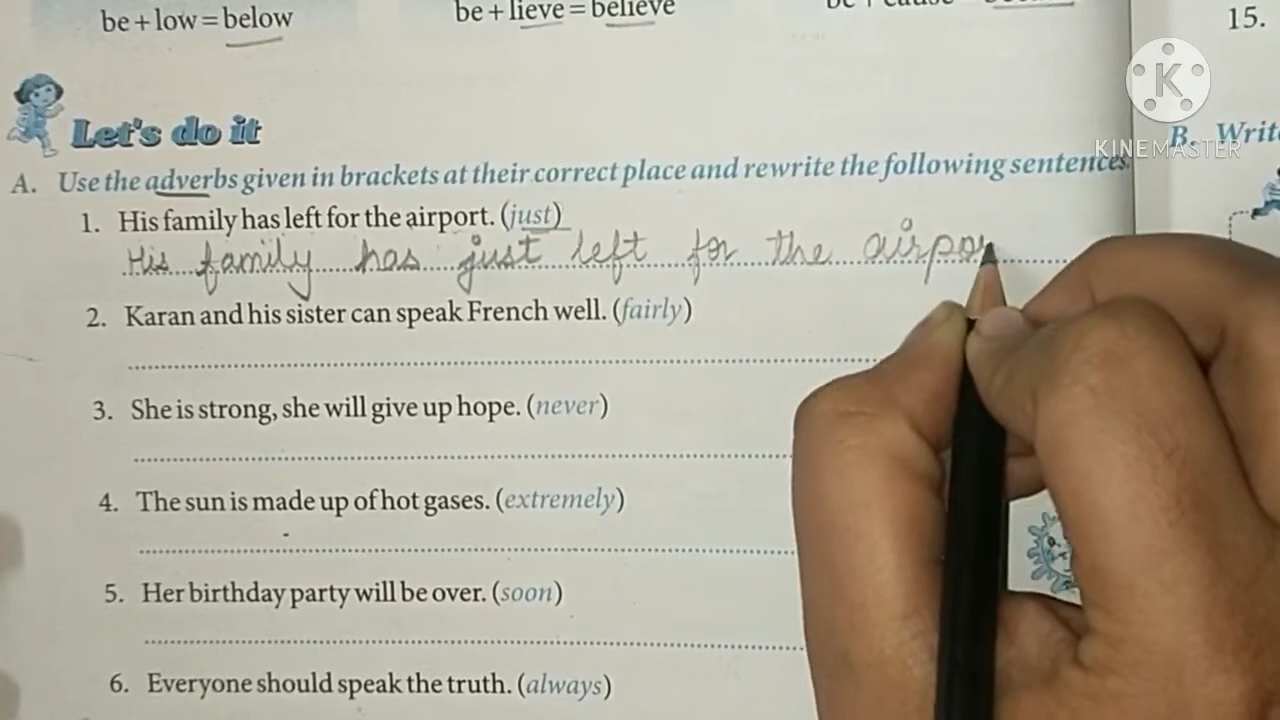 be + low = below be + lieve = believe
15.
Let's do it
B. Write
KINEMASTER
A. Use the adverbs given in brackets at their correct place and rewrite the following sentences.
1. His family has left for the airport. (just)
His family has just left for the airpor
2. Karan and his sister can speak French well. (fairly)
3. She is strong, she will give up hope. (never)
4. The sun is made up of hot gases. (extremely)
5. Her birthday party will be over. (soon)
6. Everyone should speak the truth. (always)